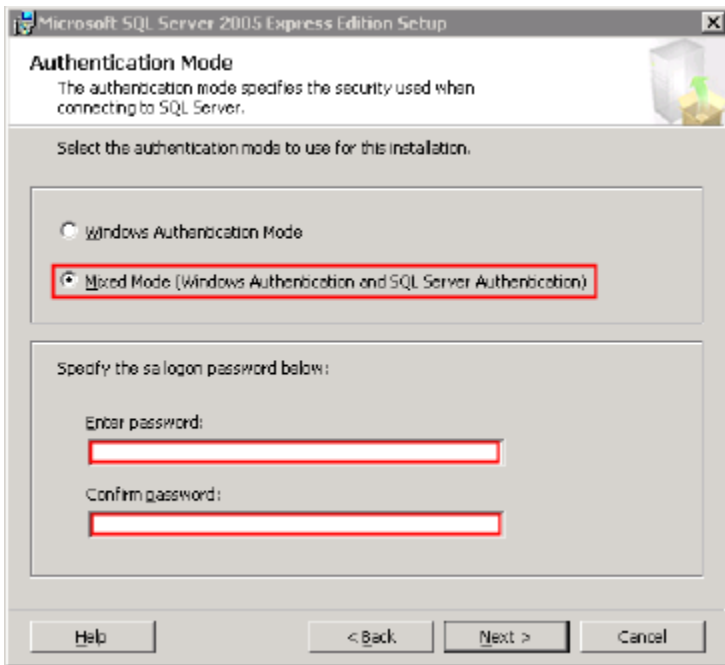 Microsoft SQL Server 2005 Express Edition Setup
Authentication Mode
The authentication mode specifies the security used when
connecting to SQL Server.
Select the authentication mode to use for this installation.
Windows Authentication Mode
Mixed Mode (Windows Authentication and SQL Server Authentication)
Specify the sa logon password below:
Enter password:
Confirm password:
Help
< Back
Next >
Cancel